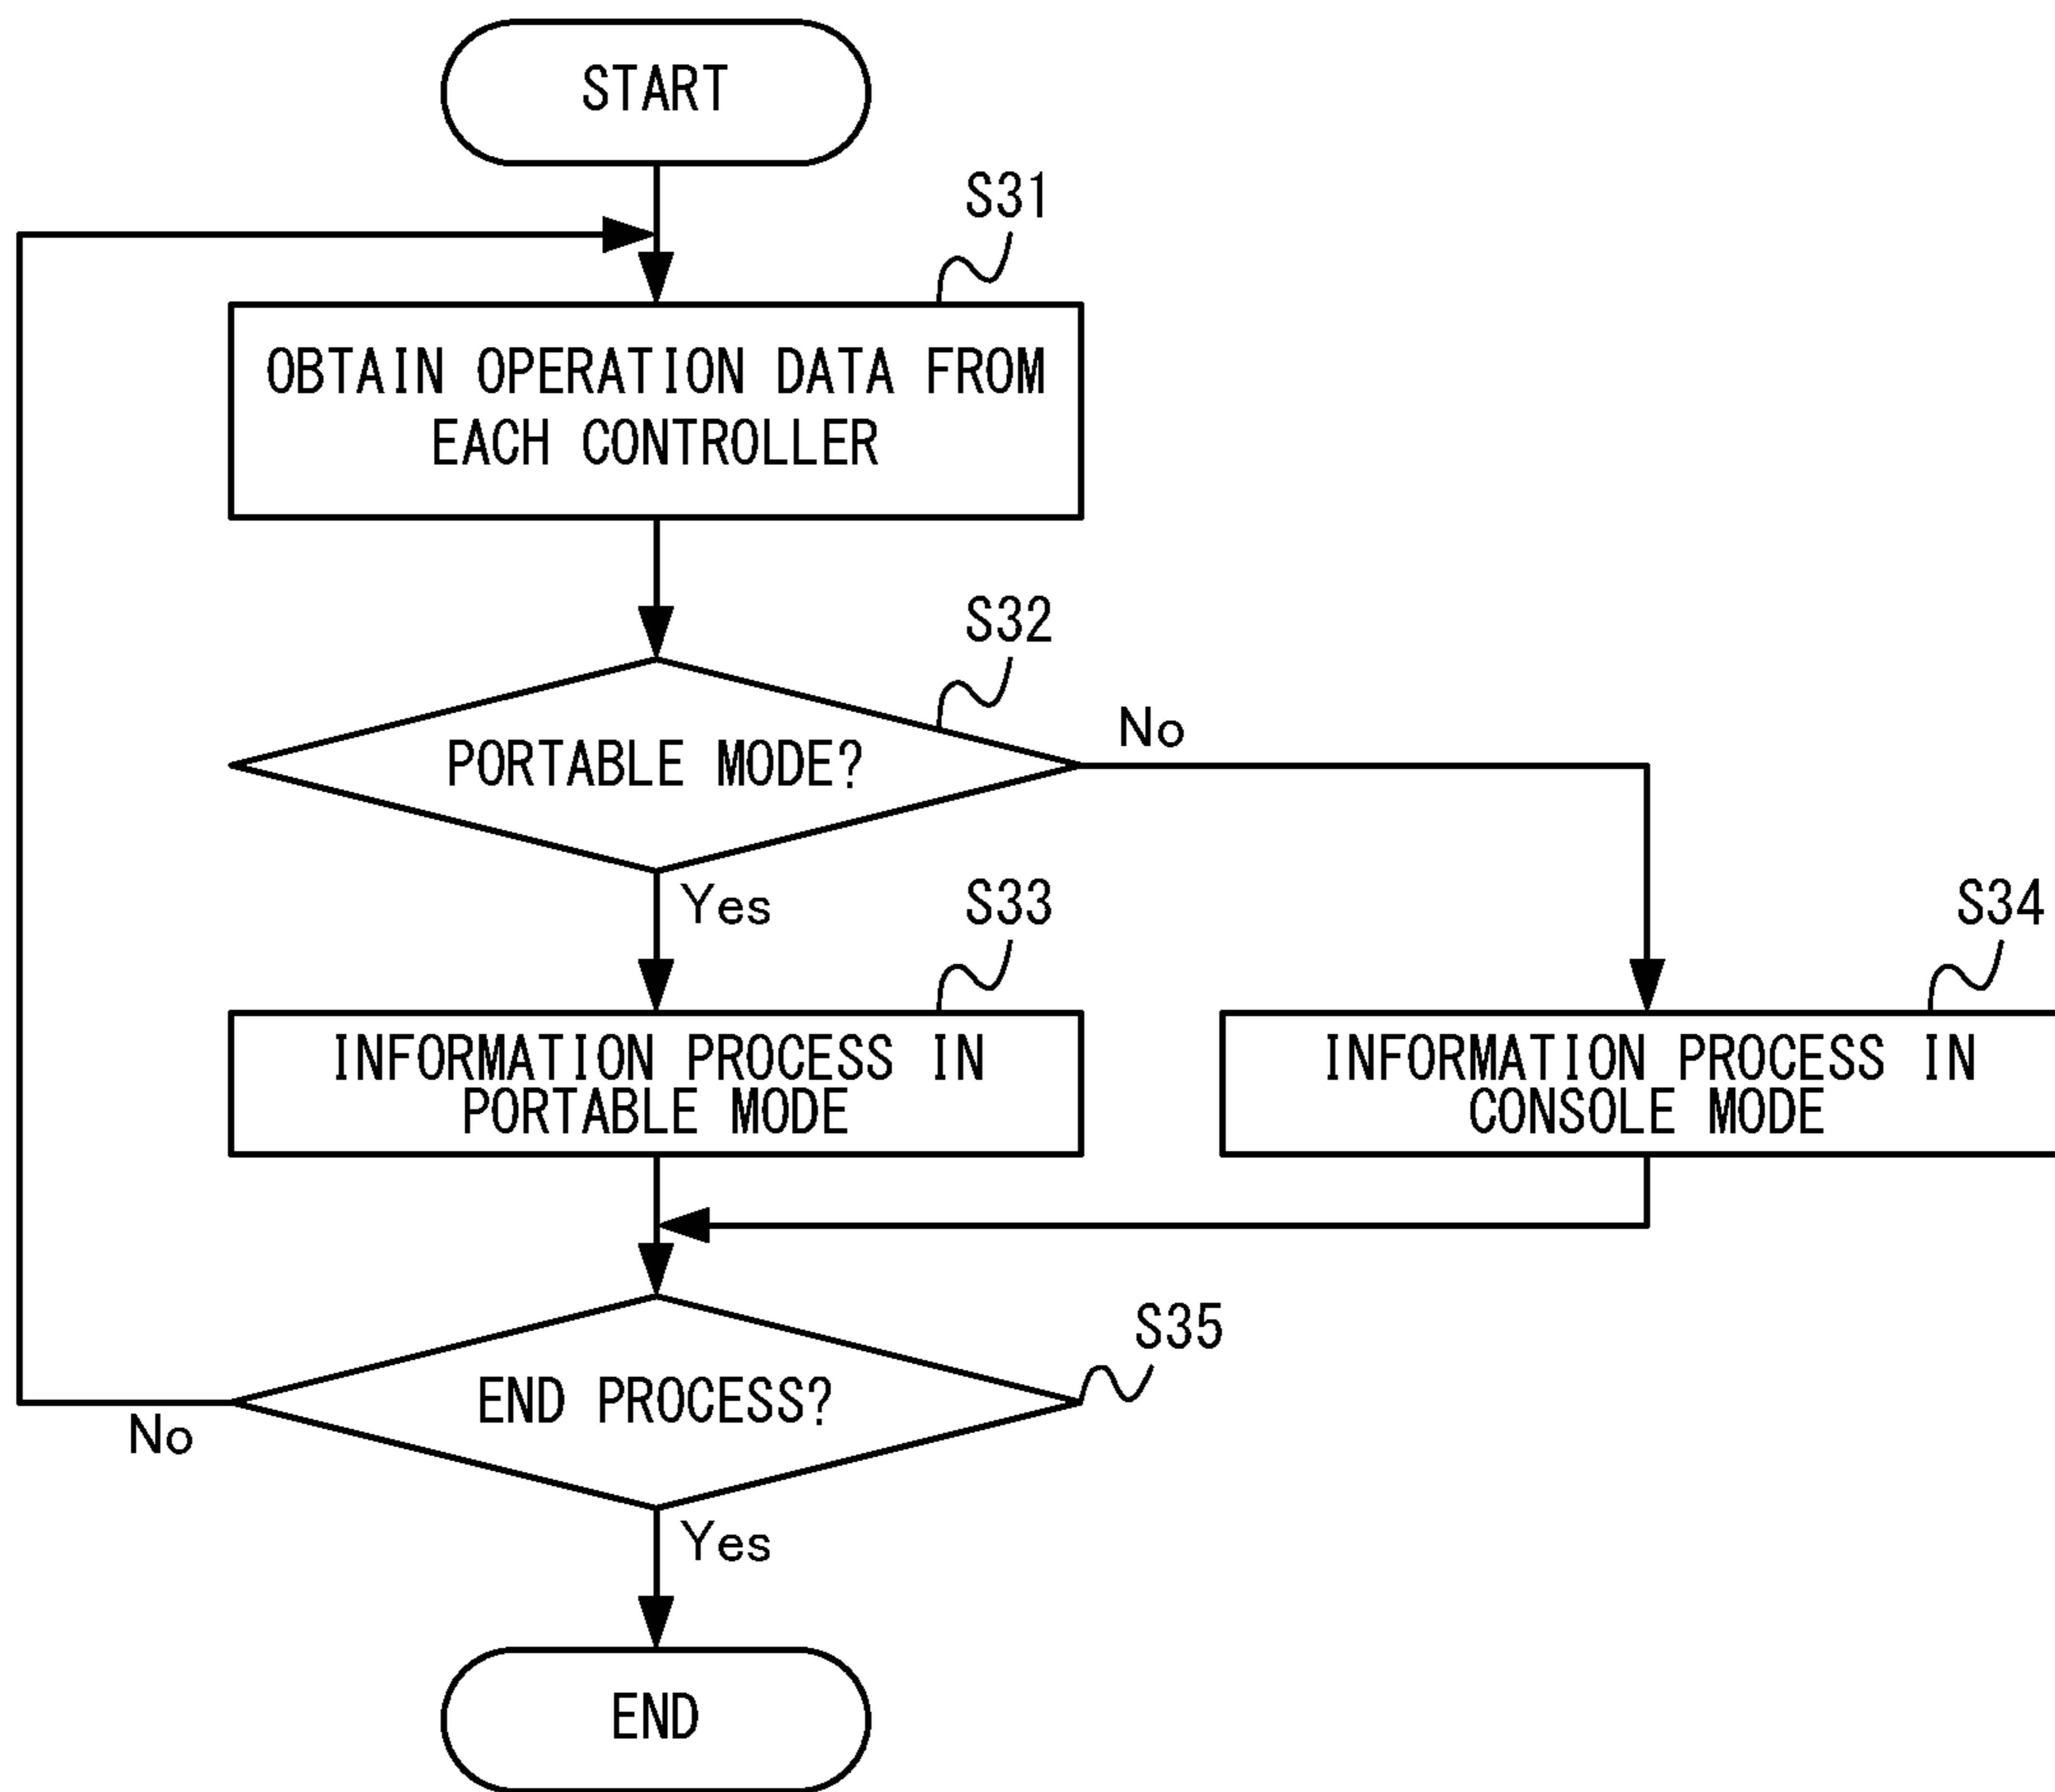 START
S31
OBTAIN OPERATION DATA FROM
EACH CONTROLLER
S32
PORTABLE MODE?
No
Yes
S33
S34
INFORMATION PROCESS IN
PORTABLE MODE
INFORMATION PROCESS IN
CONSOLE MODE
S35
END PROCESS?
No
Yes
END